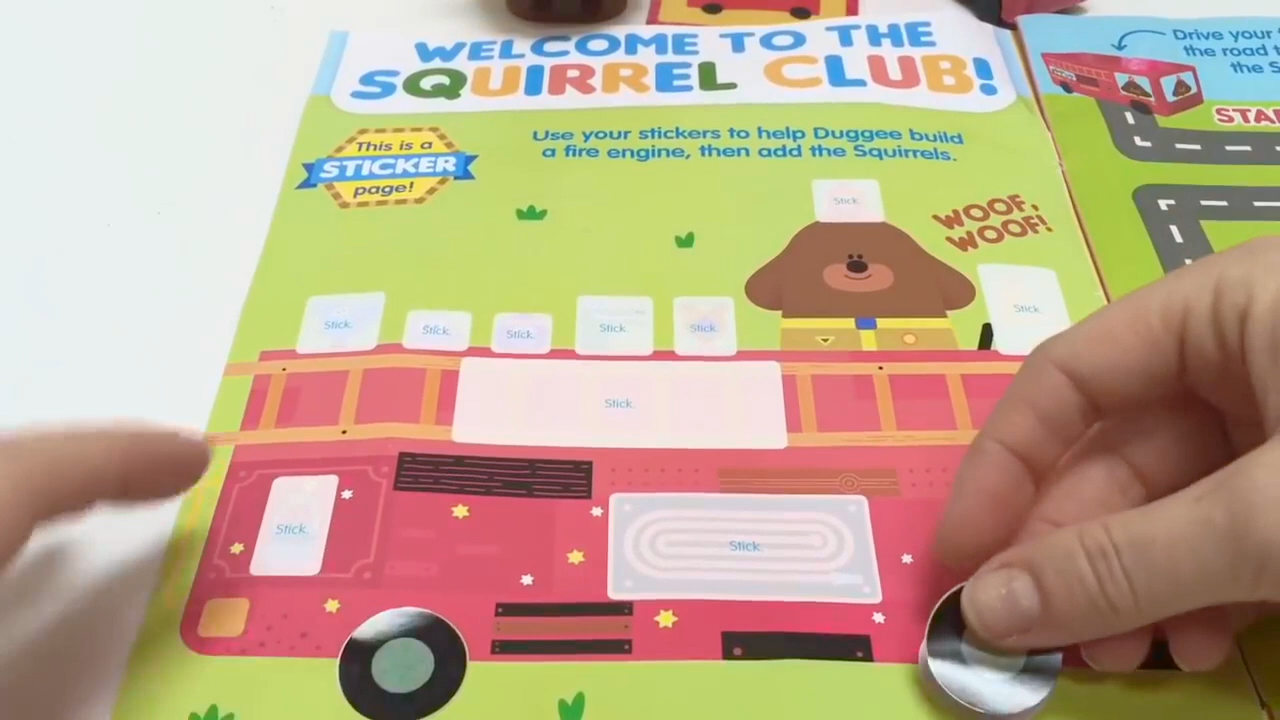 WELCOME TO THE
SQUIRREL CLUB!
This is a
STICKER
page!
Use your stickers to help Duggee build
a fire engine, then add the Squirrels.
Drive your
the road
the
Stick.
WOOF,
WOOF!
Stick.
Stick.
Stick.
Stick.
Stick.
Stick.
Stick.
Stick.
Stick.